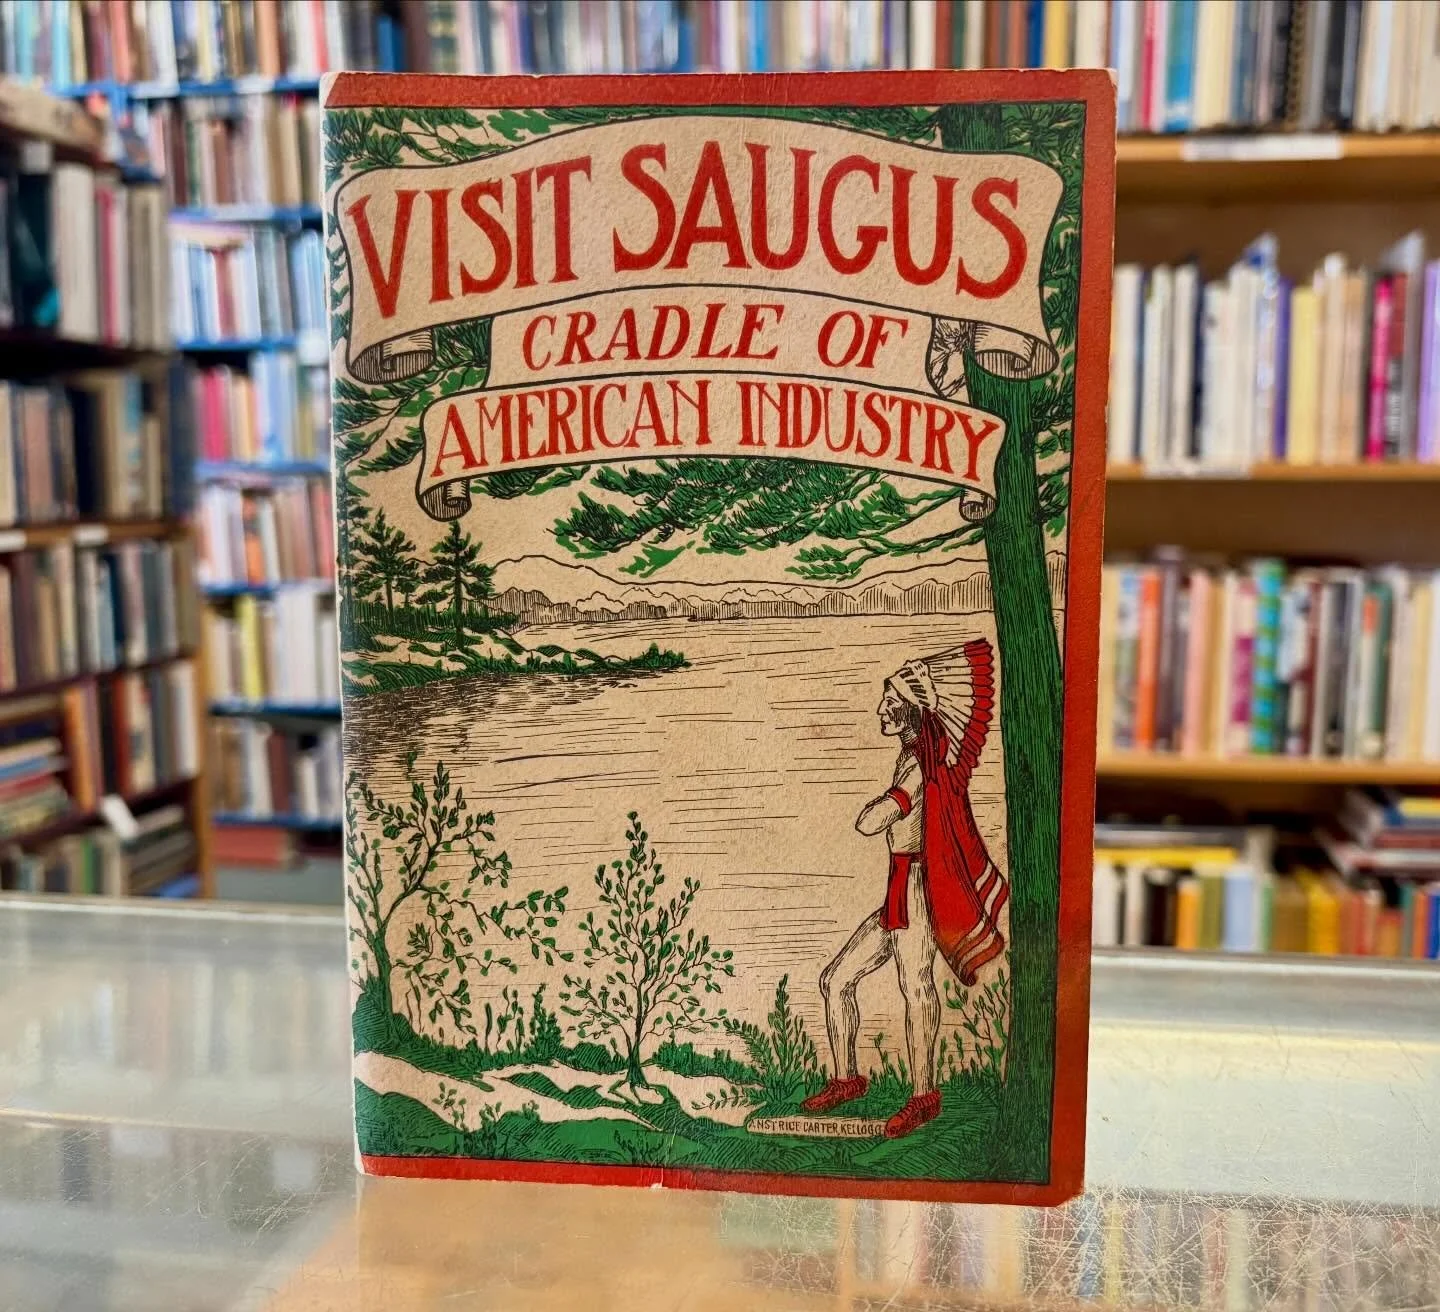 VISIT SAUGUS
CRADLE OF
AMERICAN INDUSTRY
ANSTRICE CARTER KELLOGG